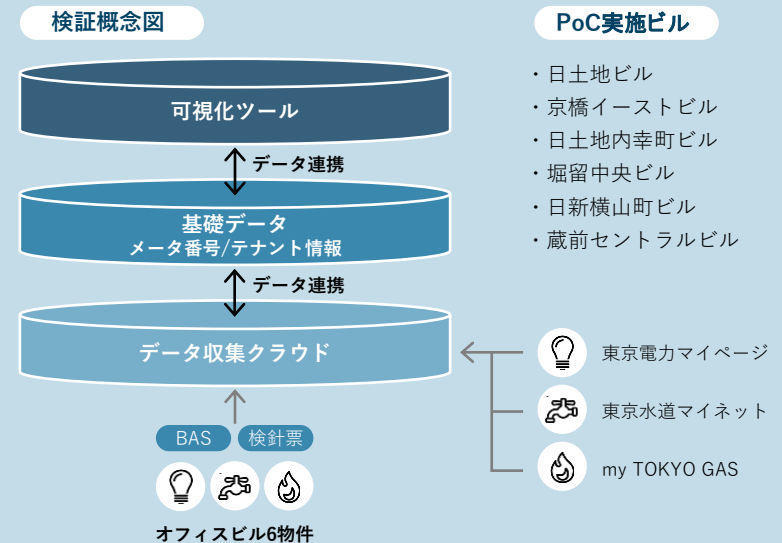 検証概念図
可視化ツール
データ連携
基礎データ
メータ番号/テナント情報
データ連携
データ収集クラウド
BAS
検針票
オフィスビル6物件
PoC実施ビル
・日土地ビル
・京橋イーストビル
・日土地内幸町ビル
・堀留中央ビル
・日新横山町ビル
・蔵前セントラルビル
東京電力マイページ
東京水道マイネット
my TOKYO GAS